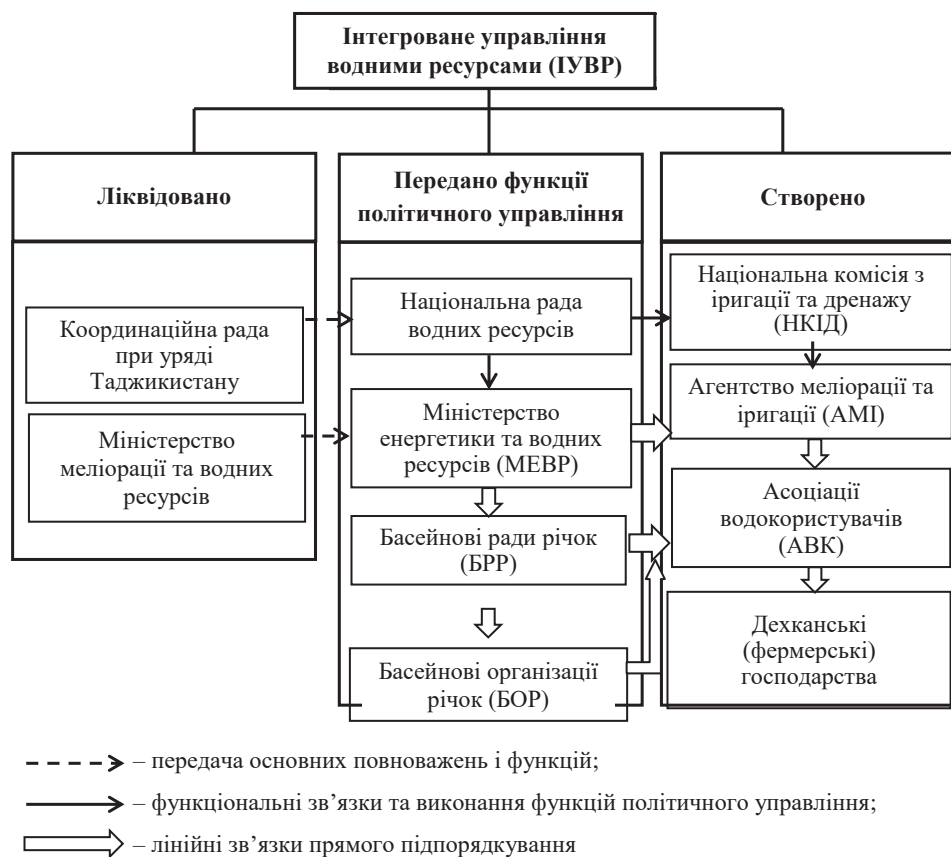 Інтегроване управління
водними ресурсами (ІУВР)
Ліквідовано
Координаційна рада
при уряді
Таджикистану
Міністерство
меліорації та водних
ресурсів
Передано функції
політичного управління
Національна рада
водних ресурсів
Міністерство
енергетики та водних
ресурсів (МЕВР)
Басейнові ради річок
(БРР)
Басейнові організації
річок (БОР)
Створено
Національна комісія з
іригації та дренажу
(НКІД)
Агентство меліорації та
іригації (АМІ)
Асоціації
водокористувачів
(АВК)
Дехканські
(фермерські)
господарства
– передача основних повноважень і функцій;
– функціональні зв’язки та виконання функцій політичного управління;
– лінійні зв’язки прямого підпорядкування